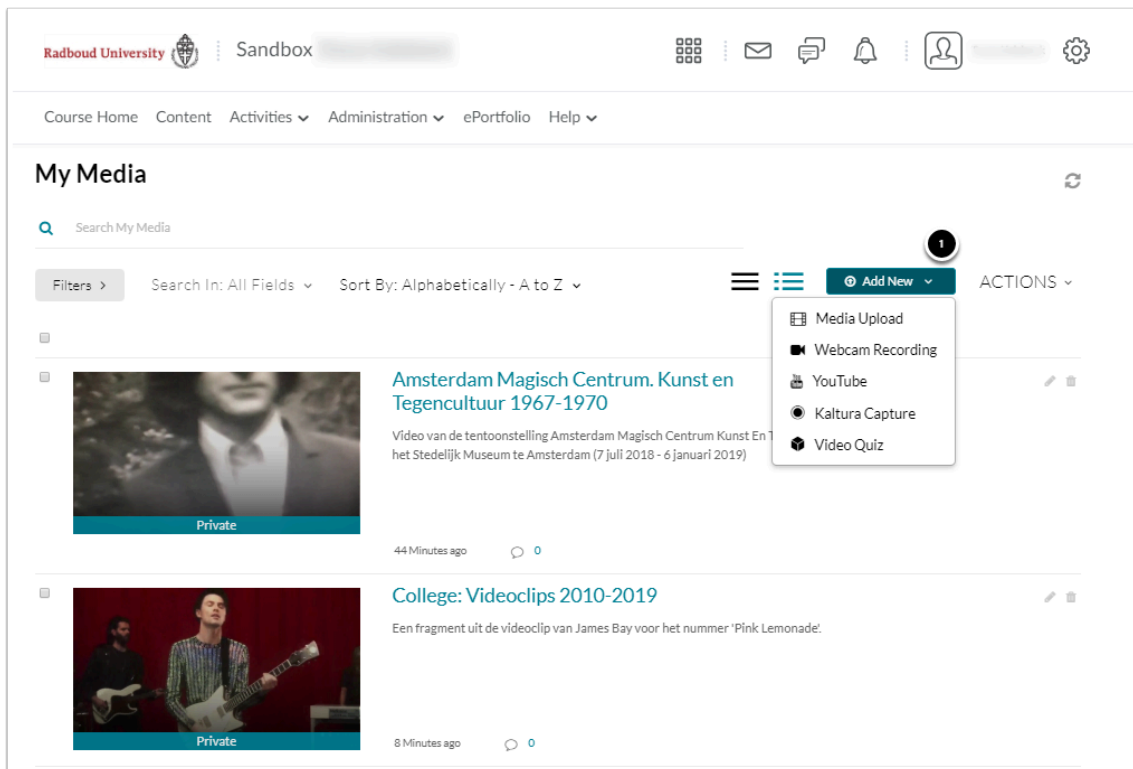 Radboud University
Sandbox
Course Home Content Activities Administration ePortfolio Help
My Media
Search My Media
1
Filters > Search In: All Fields Sort By: Alphabetically - A to Z Add New ACTIONS
Media Upload
Webcam Recording
YouTube
Kaltura Capture
Video Quiz
Amsterdam Magisch Centrum. Kunst en
Tegencultuur 1967-1970
Video van de tentoonstelling Amsterdam Magisch Centrum Kunst En T
het Stedelijk Museum te Amsterdam (7 juli 2018 - 6 januari 2019)
Private
44 Minutes ago 0
College: Videoclips 2010-2019
Een fragment uit de videoclip van James Bay voor het nummer 'Pink Lemonade'.
Private
8 Minutes ago 0